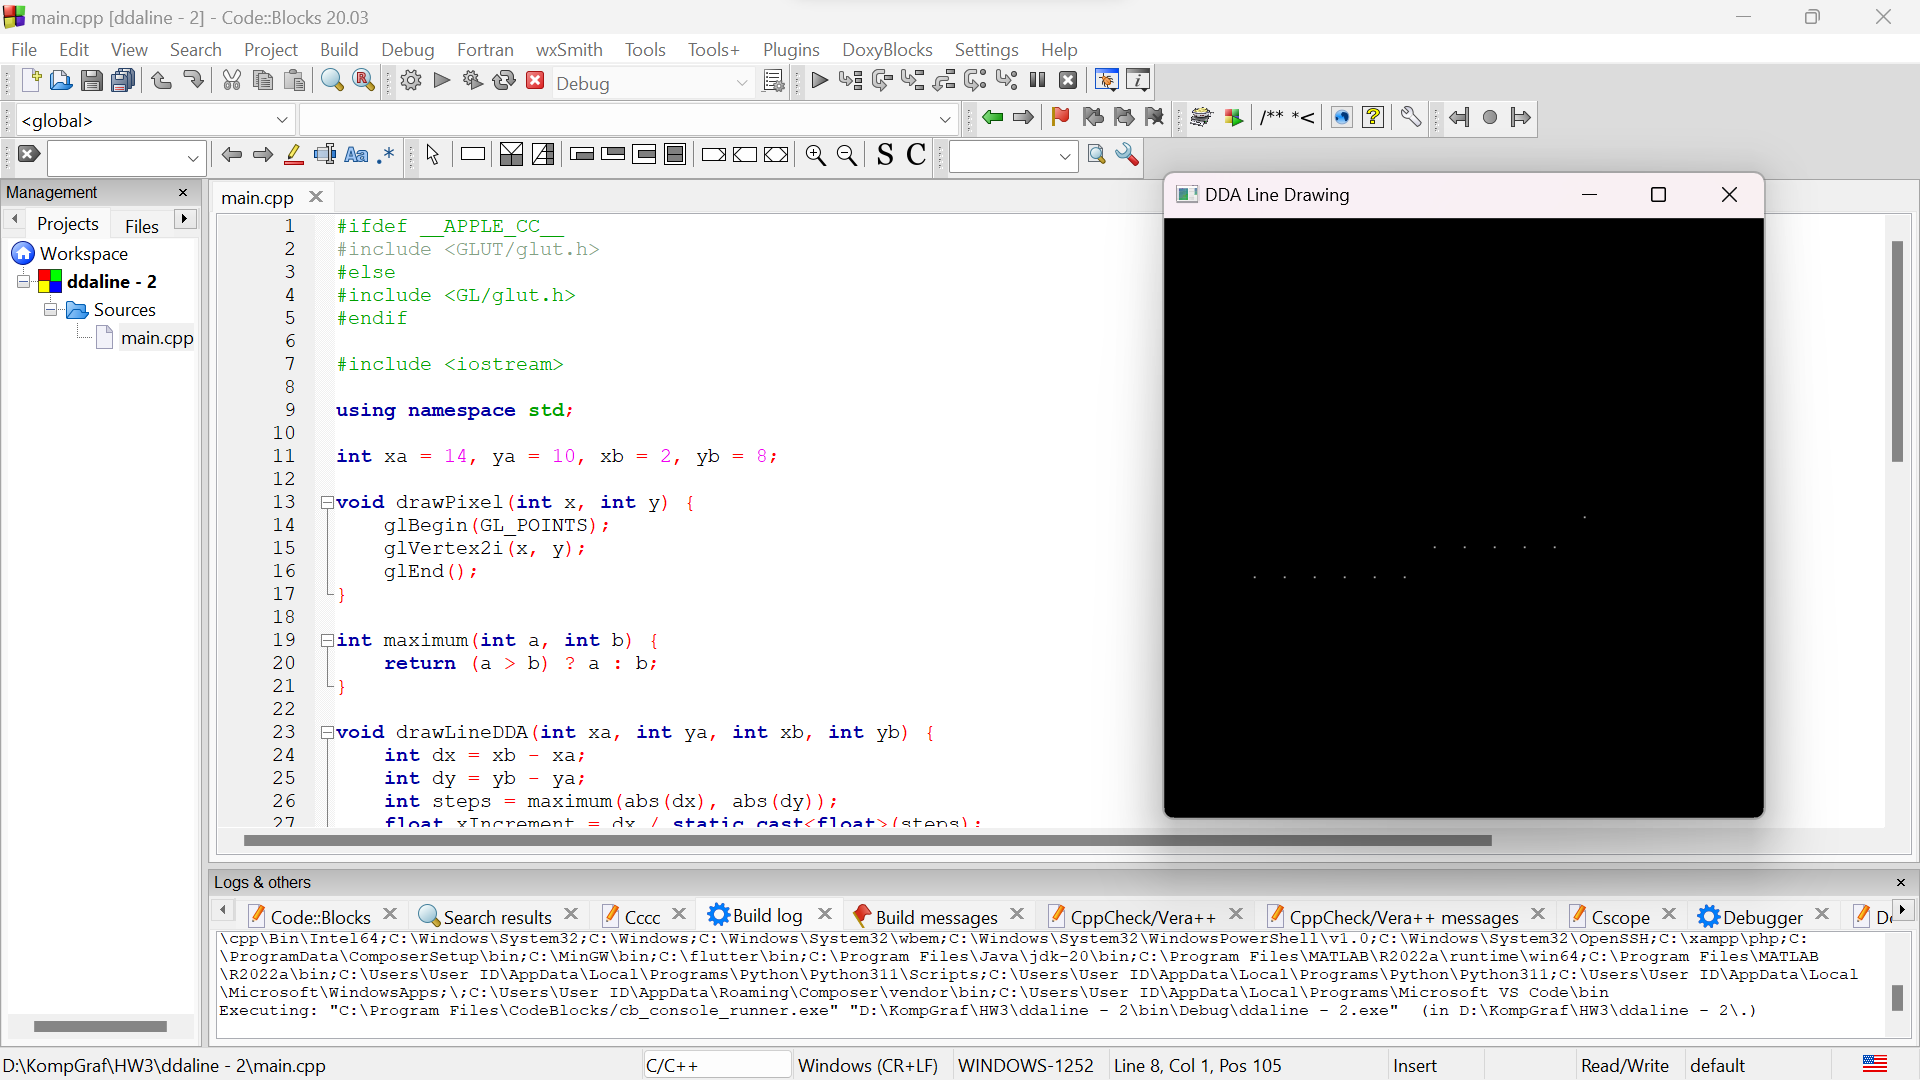 main.cpp [ddaline - 2] - Code::Blocks 20.03
File Edit View Search Project Build Debug Fortran wxSmith Tools Tools+ Plugins DoxyBlocks Settings Help
Debug
<global>
/** *<
Aa .* S C
Management
Projects Files
Workspace
ddaline - 2
Sources
main.cpp
main.cpp
1 #ifdef __APPLE_CC__
2 #include <GLUT/glut.h>
3 #else
4 #include <GL/glut.h>
5 #endif
6
7 #include <iostream>
8
9 using namespace std;
10
11 int xa = 14, ya = 10, xb = 2, yb = 8;
12
13 void drawPixel(int x, int y) {
14 glBegin(GL_POINTS);
15 glVertex2i(x, y);
16 glEnd();
17 }
18
19 int maximum(int a, int b) {
20 return (a > b) ? a : b;
21 }
22
23 void drawLineDDA(int xa, int ya, int xb, int yb) {
24 int dx = xb - xa;
25 int dy = yb - ya;
26 int steps = maximum(abs(dx), abs(dy));
27 float xIncrement = dx / static_cast<float>(steps);
DDA Line Drawing
Logs & others
Code::Blocks Search results Cccc Build log Build messages CppCheck/Vera++ CppCheck/Vera++ messages Cscope Debugger
\cpp\Bin\Intel64;C:\Windows\System32;C:\Windows;C:\Windows\System32\wbem;C:\Windows\System32\WindowsPowerShell\v1.0;C:\Windows\System32\OpenSSH;C:\xampp\php;C:
\ProgramData\ComposerSetup\bin;C:\MinGW\bin;C:\flutter\bin;C:\Program Files\Java\jdk-20\bin;C:\Program Files\MATLAB\R2022a\runtime\win64;C:\Program Files\MATLAB
\R2022a\bin;C:\Users\User ID\AppData\Local\Programs\Python\Python311\Scripts;C:\Users\User ID\AppData\Local\Programs\Python\Python311;C:\Users\User ID\AppData\Local
\Microsoft\WindowsApps;\;C:\Users\User ID\AppData\Roaming\Composer\vendor\bin;C:\Users\User ID\AppData\Local\Programs\Microsoft VS Code\bin
Executing: "C:\Program Files\CodeBlocks/cb_console_runner.exe" "D:\KompGraf\HW3\ddaline - 2\bin\Debug\ddaline - 2.exe" (in D:\KompGraf\HW3\ddaline - 2\.)
D:\KompGraf\HW3\ddaline - 2\main.cpp C/C++ Windows (CR+LF) WINDOWS-1252 Line 8, Col 1, Pos 105 Insert Read/Write default